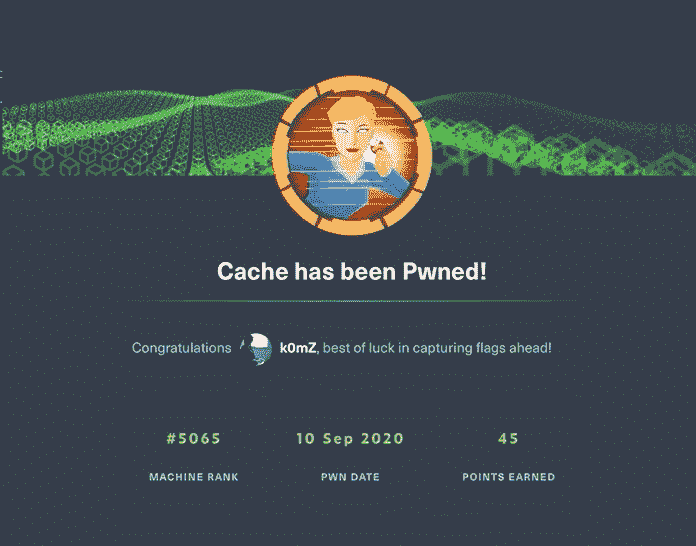 Cache has been Pwned!
Congratulations k0mZ, best of luck in capturing flags ahead!
#5065 10 Sep 2020 45
MACHINE RANK PWN DATE POINTS EARNED